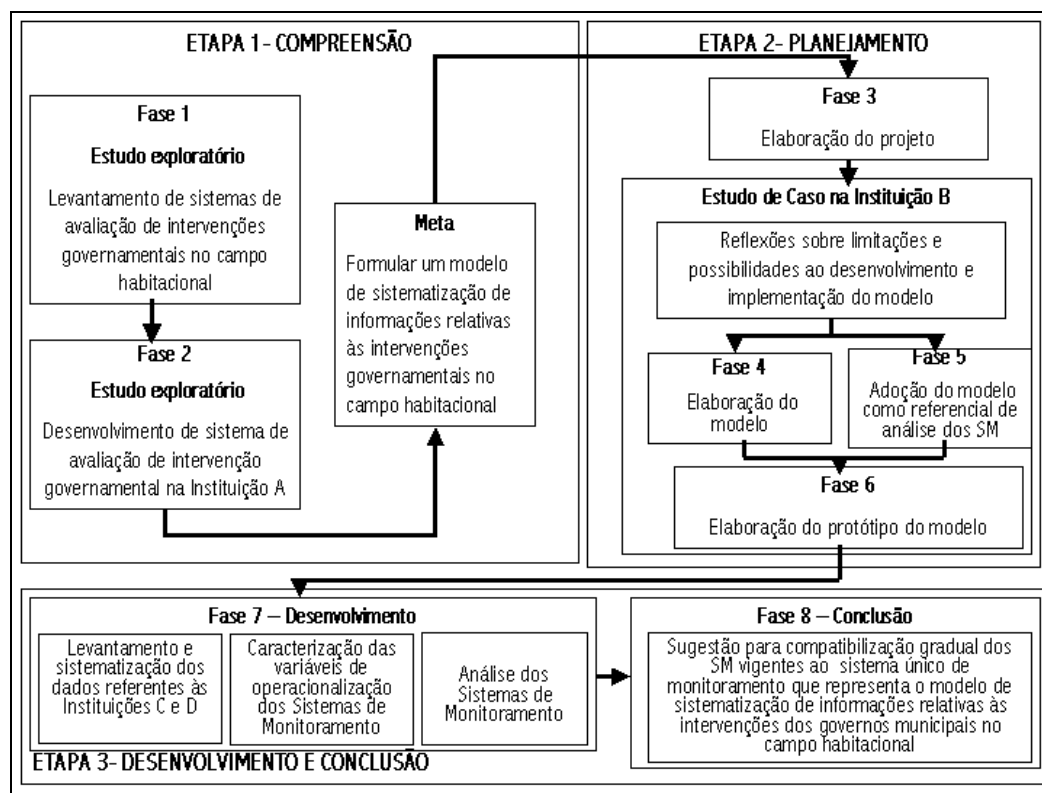 ETAPA 1- COMPREENSÃO
Fase 1
Estudo exploratório
Levantamento de sistemas de
avaliação de intervenções
governamentais no campo
habitacional
Fase 2
Estudo exploratório
Desenvolvimento de sistema de
avaliação de intervenção
governamental na Instituição A
Meta
Formular um modelo
de sistematização de
informações relativas
às intervenções
governamentais no
campo habitacional
ETAPA 2- PLANEJAMENTO
Fase 3
Elaboração do projeto
Estudo de Caso na Instituição B
Reflexões sobre limitações e
possibilidades ao desenvolvimento e
implementação do modelo
Fase 4
Elaboração do
modelo
Fase 5
Adoção do modelo
como referencial de
análise dos SM
Fase 6
Elaboração do protótipo do modelo
Fase 7 – Desenvolvimento
Levantamento e
sistematização dos
dados referentes às
Instituições C e D
Caracterização das
variáveis de
operacionalização
dos Sistemas de
Monitoramento
Análise dos
Sistemas de
Monitoramento
Fase 8 – Conclusão
Sugestão para compatibilização gradual dos
SM vigentes ao sistema único de
monitoramento que representa o modelo de
sistematização de informações relativas às
intervenções dos governos municipais no
campo habitacional
ETAPA 3- DESENVOLVIMENTO E CONCLUSÃO